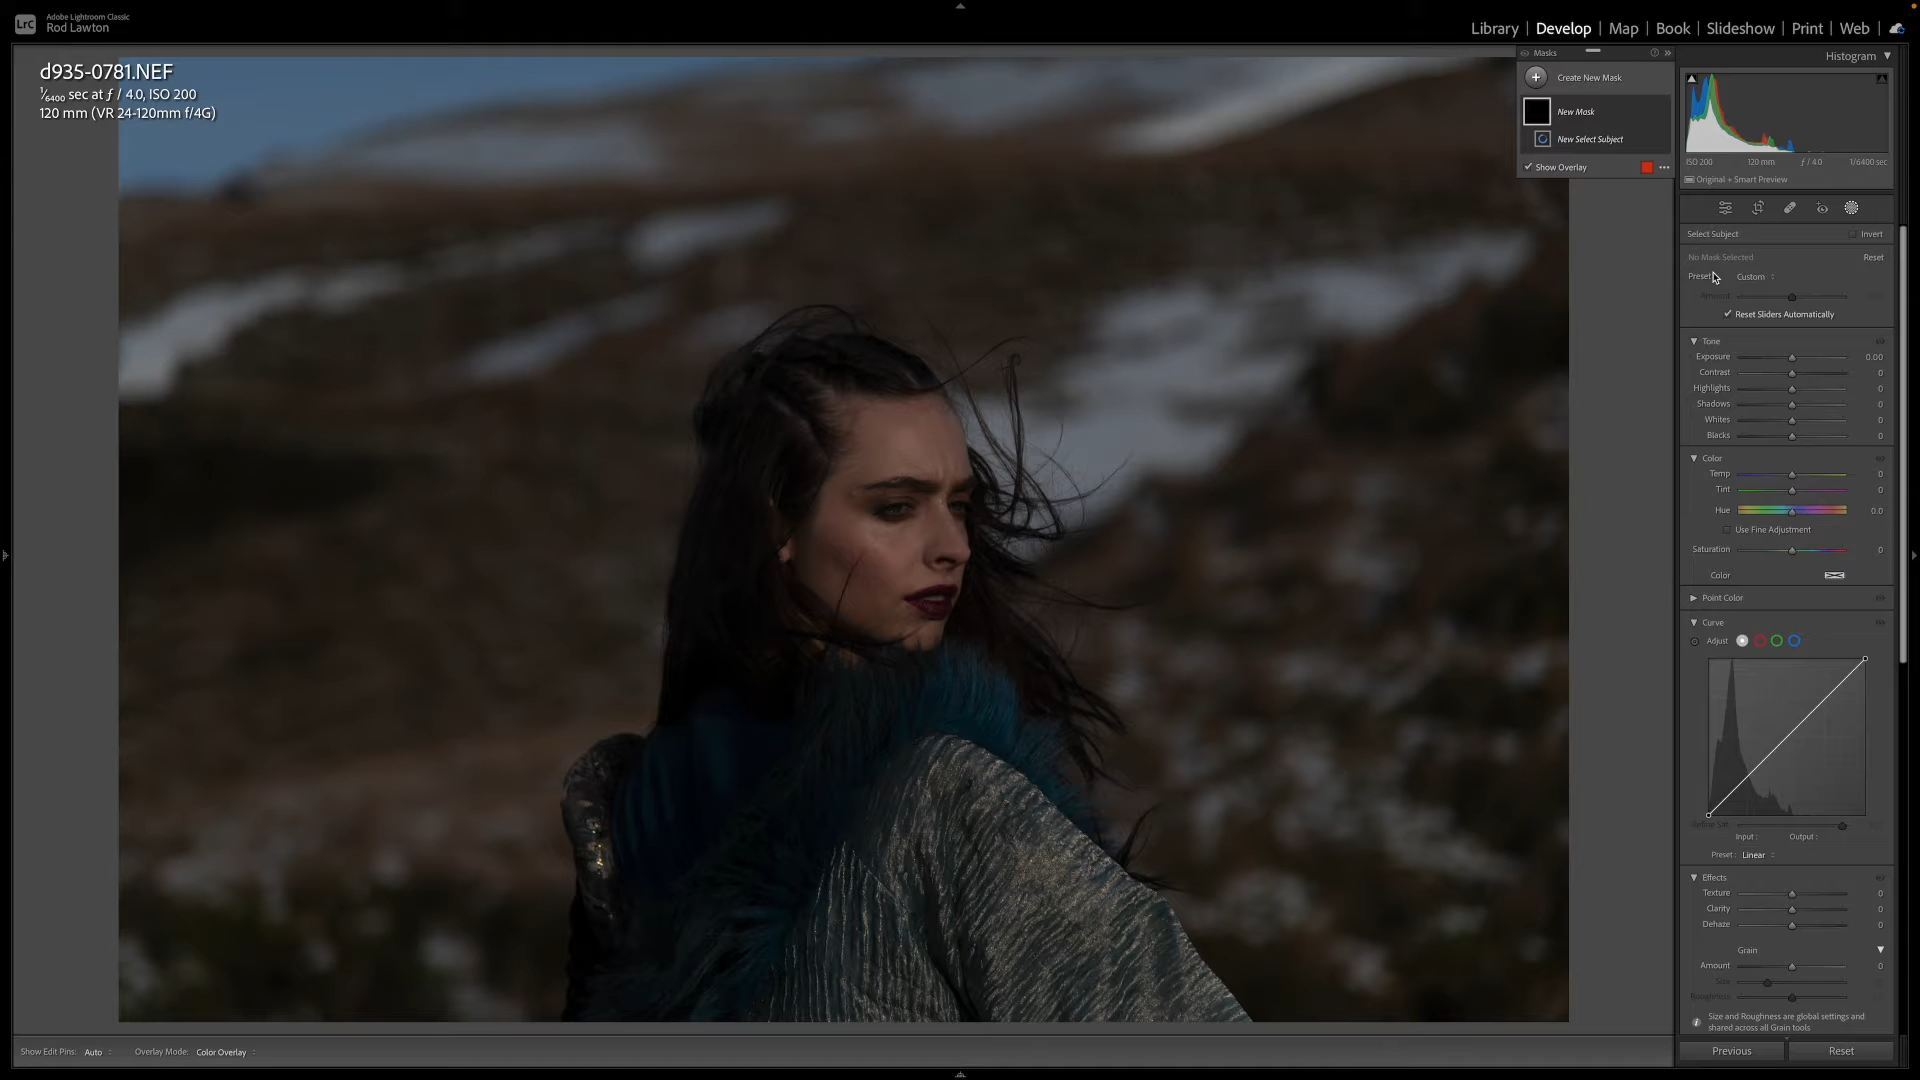 LrC
Adobe Lightroom Classic
Rod Lawton
Library | Develop | Map | Book | Slideshow | Print | Web
d935-0781.NEF
1/6400 sec at ƒ / 4.0, ISO 200
120 mm (VR 24-120mm f/4G)
Masks
Create New Mask
New Mask
New Select Subject
Show Overlay
Histogram
ISO 200 120 mm ƒ / 4.0 1/6400 sec
Original + Smart Preview
Select Subject Invert
No Mask Selected Reset
Preset Custom
Amount
Reset Sliders Automatically
Tone
Exposure 0.00
Contrast 0
Highlights 0
Shadows 0
Whites 0
Blacks 0
Color
Temp 0
Tint 0
Hue 0.0
Use Fine Adjustment
Saturation 0
Color
Point Color
Curve
Adjust
Refine Sat.
Input : Output :
Preset : Linear
Effects
Texture 0
Clarity 0
Dehaze 0
Grain
Amount 0
Size
Roughness
Size and Roughness are global settings and
shared across all Grain tools
Previous Reset
Show Edit Pins: Auto Overlay Mode: Color Overlay